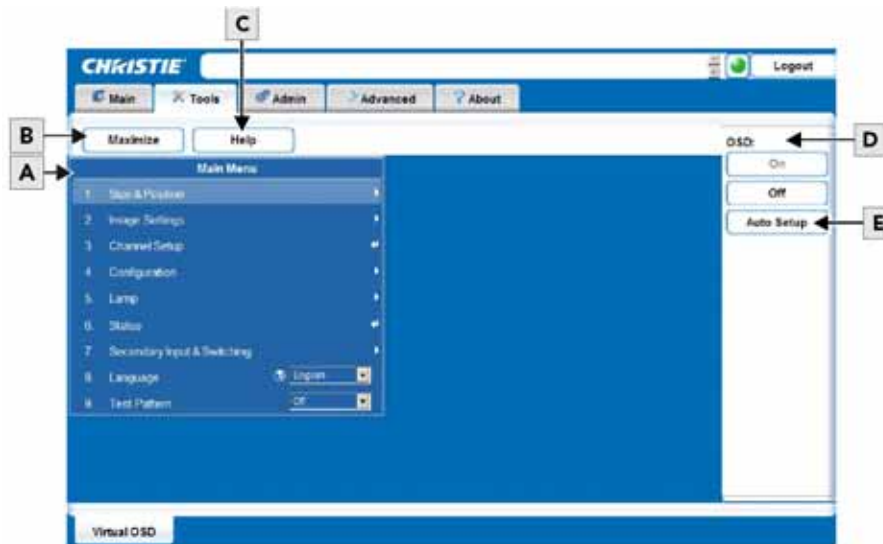 C
CHRISTIE
Logout
Main
Tools
Admin
Advanced
About
B
Maximize
Help
OSD:
D
A
Main Menu
On
1. Size & Position
Off
2. Image Settings
Auto Setup
E
3. Channel Setup
4. Configuration
5. Lamp
6. Status
7. Secondary Input & Switching
8. Language
English
9. Test Pattern
Off
Virtual OSD